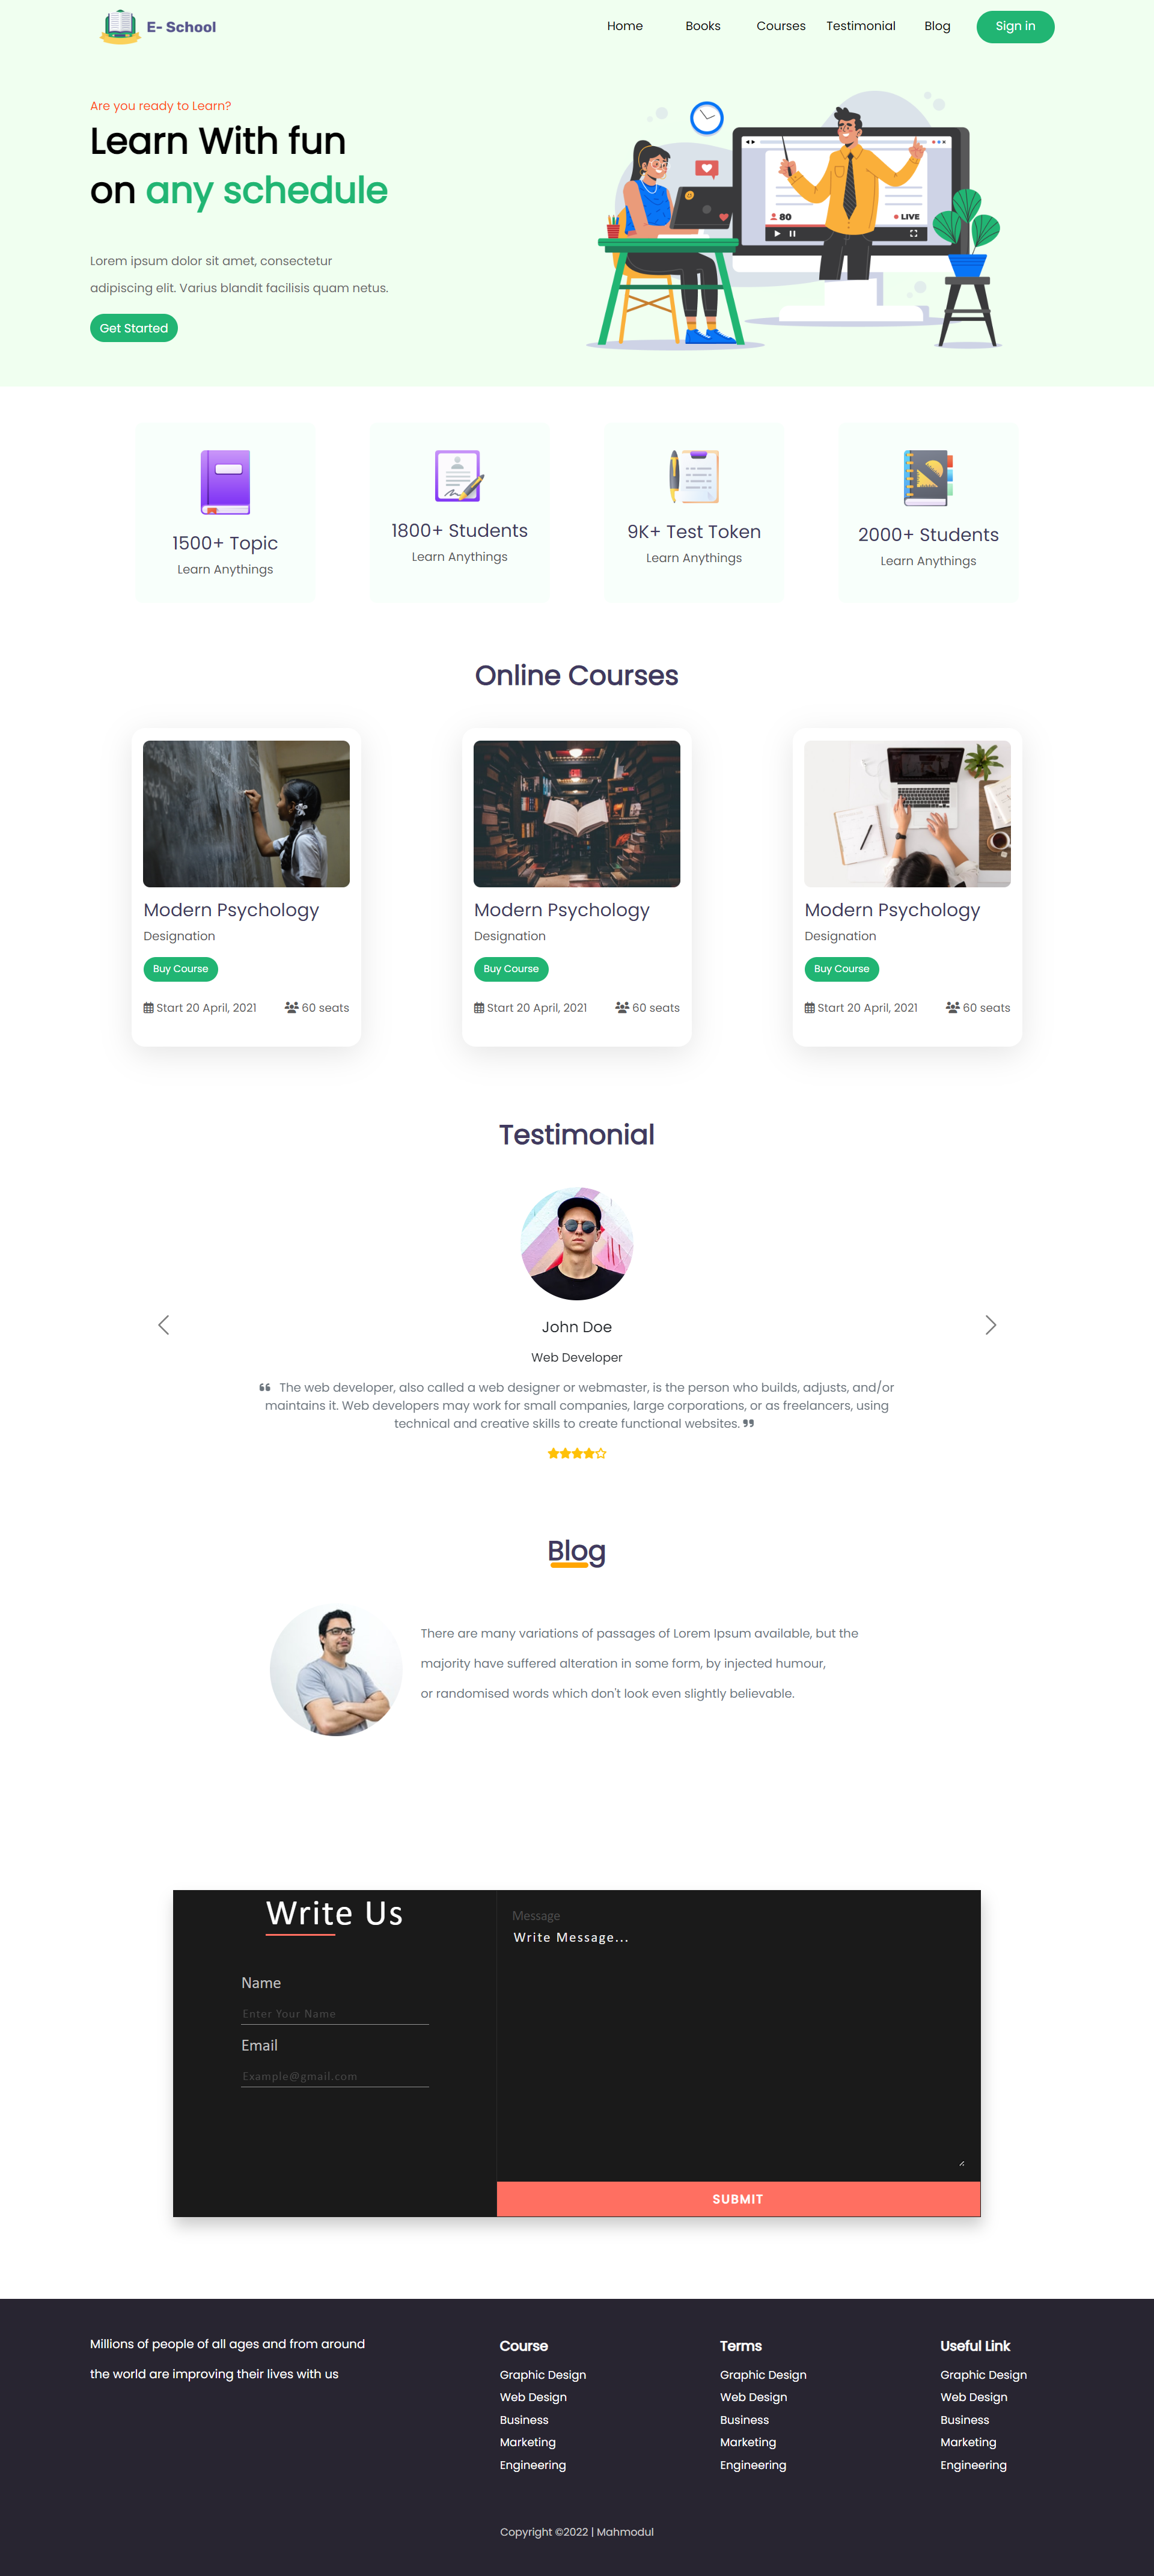 E- School
Home Books Courses Testimonial Blog Sign in
Are you ready to Learn?
Learn With fun
on any schedule
Lorem ipsum dolor sit amet, consectetur
adipiscing elit. Varius blandit facilisis quam netus.
Get Started
80
LIVE
1500+ Topic
Learn Anythings
1800+ Students
Learn Anythings
9K+ Test Token
Learn Anythings
2000+ Students
Learn Anythings
Online Courses
Modern Psychology
Designation
Buy Course
Start 20 April, 2021 60 seats
Modern Psychology
Designation
Buy Course
Start 20 April, 2021 60 seats
Modern Psychology
Designation
Buy Course
Start 20 April, 2021 60 seats
Testimonial
John Doe
Web Developer
❝ The web developer, also called a web designer or webmaster, is the person who builds, adjusts, and/or
maintains it. Web developers may work for small companies, large corporations, or as freelancers, using
technical and creative skills to create functional websites. ❞
Blog
There are many variations of passages of Lorem Ipsum available, but the
majority have suffered alteration in some form, by injected humour,
or randomised words which don't look even slightly believable.
Write Us
Name
Enter Your Name
Email
Example@gmail.com
Message
Write Message...
SUBMIT
Millions of people of all ages and from around
the world are improving their lives with us
Course
Graphic Design
Web Design
Business
Marketing
Engineering
Terms
Graphic Design
Web Design
Business
Marketing
Engineering
Useful Link
Graphic Design
Web Design
Business
Marketing
Engineering
Copyright ©2022 | Mahmodul